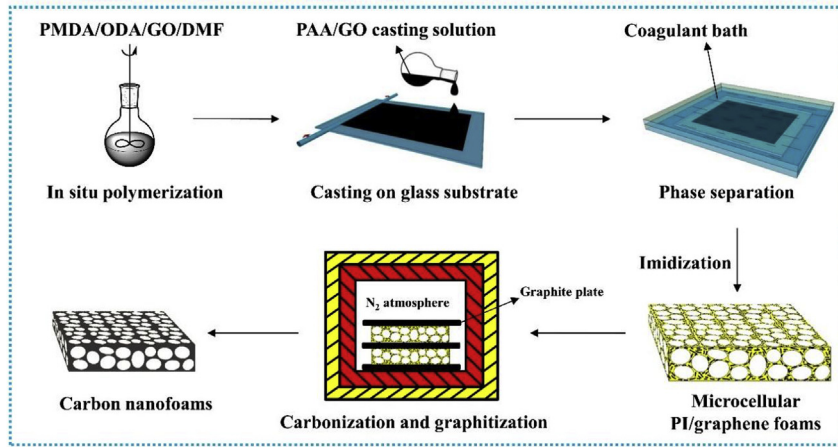 PMDA/ODA/GO/DMF
PAA/GO casting solution
Coagulant bath
In situ polymerization
Casting on glass substrate
Phase separation
Imidization
N₂ atmosphere
Graphite plate
Carbon nanofoams
Carbonization and graphitization
Microcellular
PI/graphene foams